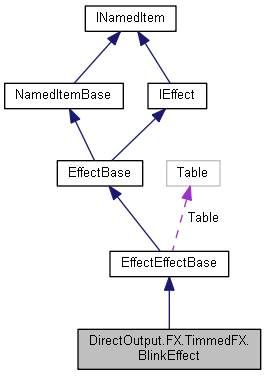 INamedItem
NamedItemBase
IEffect
EffectBase
Table
Table
EffectEffectBase
DirectOutput.FX.TimmedFX.
BlinkEffect